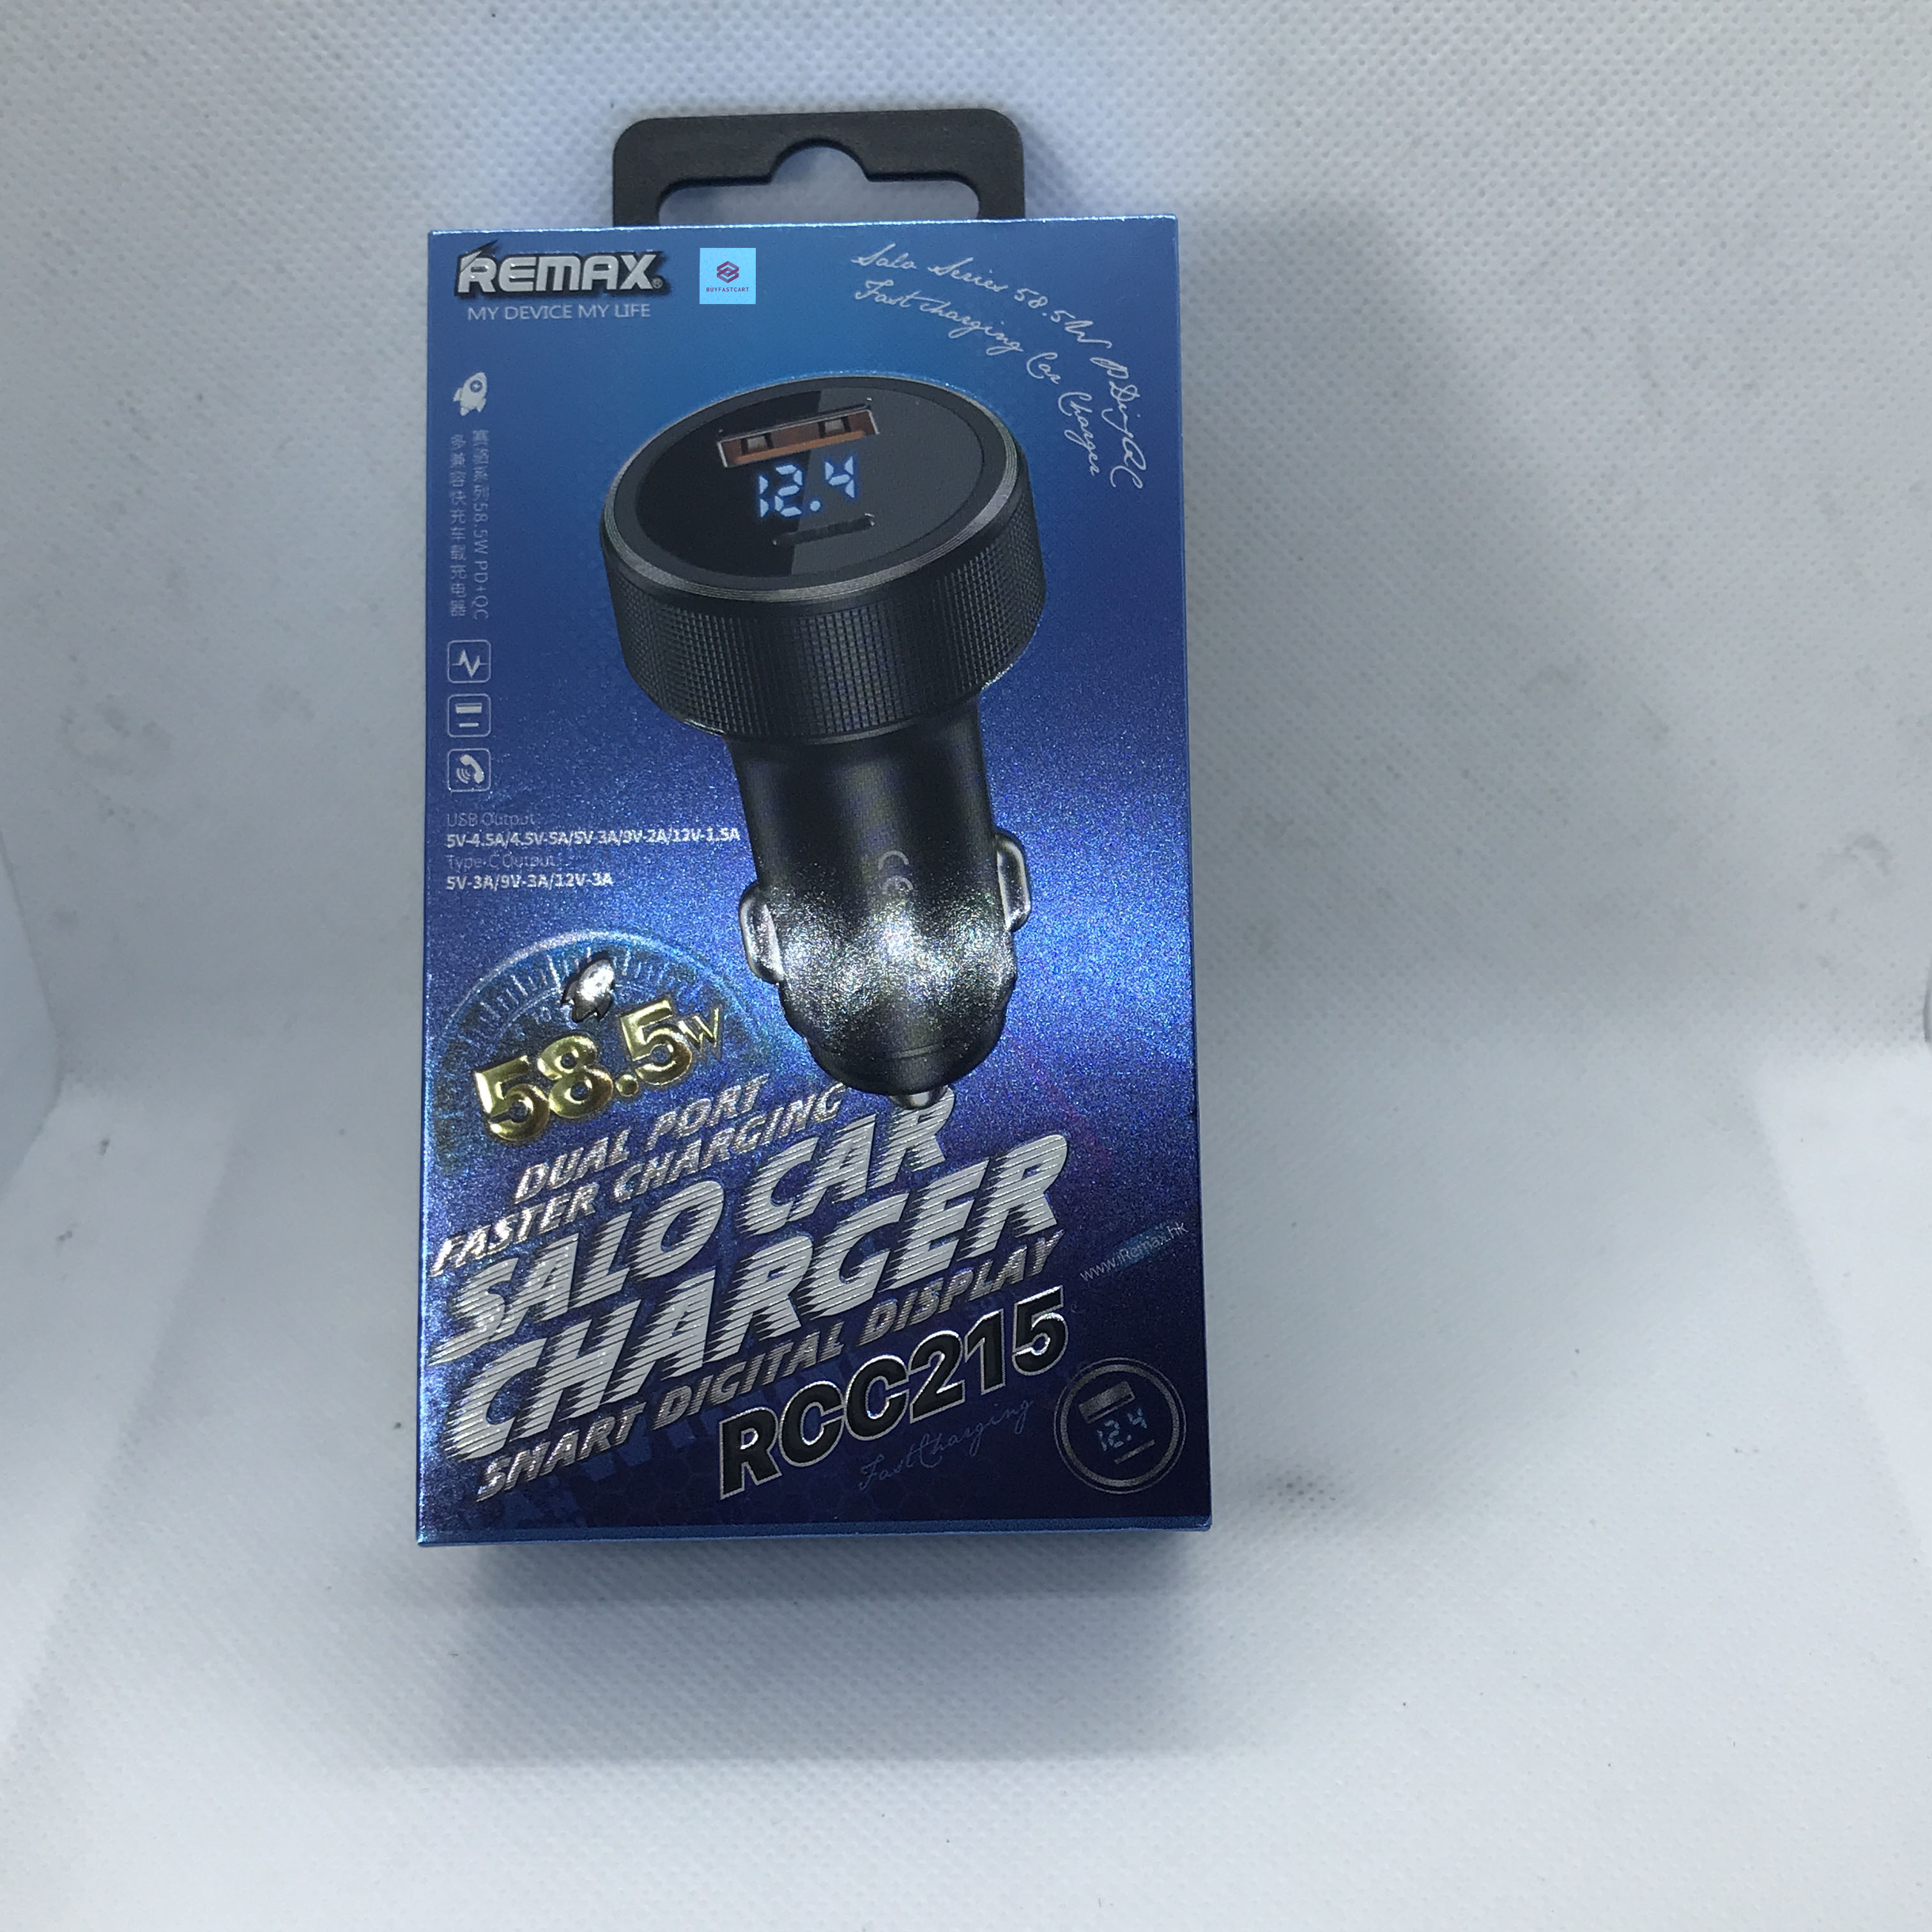 REMAX®
MY DEVICE MY LIFE
BUYFASTCART
Salo Series 58.5W PD+QC
Fast charging Car Charger
赛罗系列58.5W PD+QC
多兼容快充车载充电器
12.4
CE
USB Output:
5V-4.5A/4.5V-5A/5V-3A/9V-2A/12V-1.5A
Type-C Output:
5V-3A/9V-3A/12V-3A
58.5W
DUAL PORT
FASTER CHARGING
SALO CAR
CHARGER
SMART DIGITAL DISPLAY
RCC215
www.iRemax.hk
FastCharging
12.4